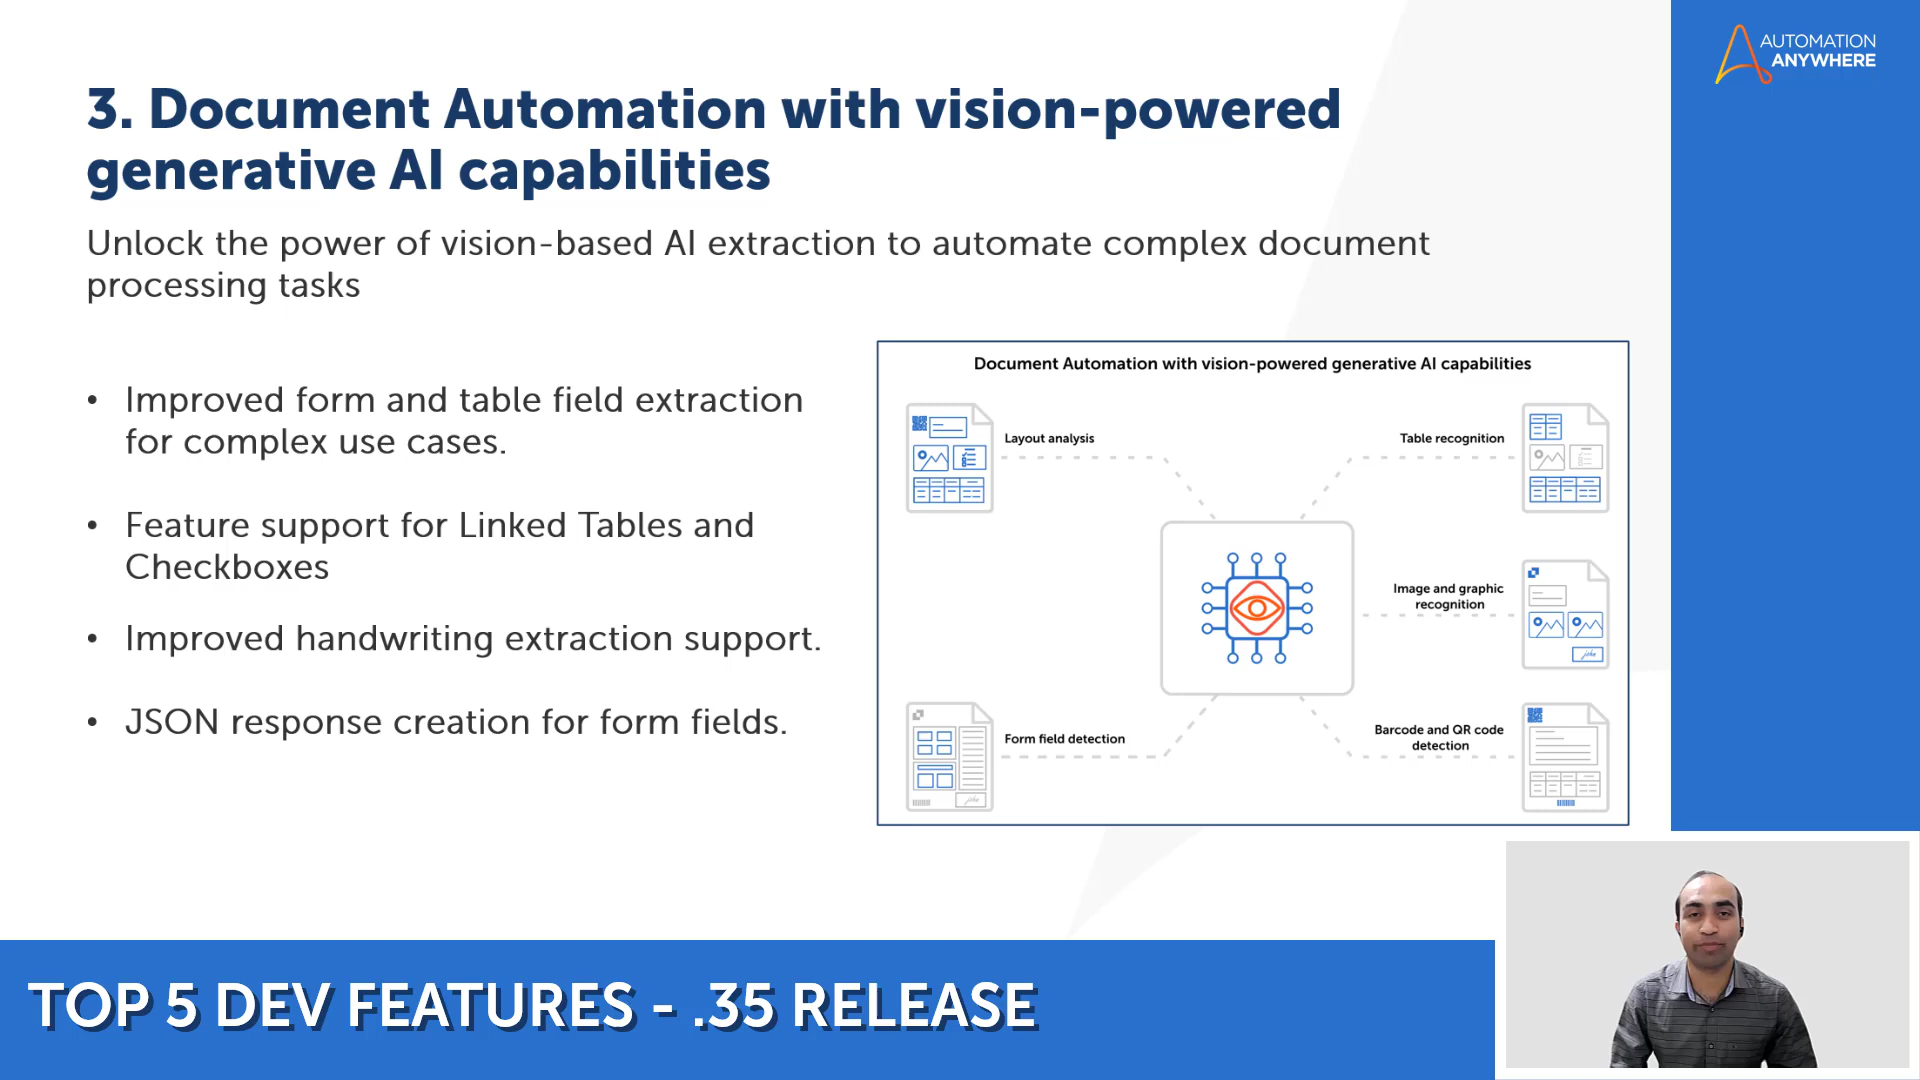 AUTOMATION
ANYWHERE
3. Document Automation with vision-powered
generative AI capabilities
Unlock the power of vision-based AI extraction to automate complex document
processing tasks
• Improved form and table field extraction
for complex use cases.
• Feature support for Linked Tables and
Checkboxes
• Improved handwriting extraction support.
• JSON response creation for form fields.
Document Automation with vision-powered generative AI capabilities
Layout analysis
Table recognition
Image and graphic
recognition
john
Form field detection
john
Barcode and QR code
detection
TOP 5 DEV FEATURES - .35 RELEASE